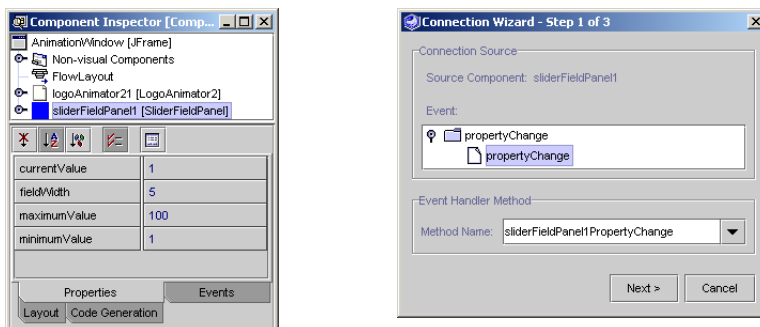 Component Inspector [Comp...
AnimationWindow [JFrame]
Non-visual Components
FlowLayout
logoAnimator21 [LogoAnimator2]
sliderFieldPanel1 [SliderFieldPanel]
currentValue 1
fieldWidth 5
maximumValue 100
minimumValue 1
Properties Events
Layout Code Generation
Connection Wizard - Step 1 of 3
Connection Source
Source Component: sliderFieldPanel1
Event:
propertyChange
propertyChange
Event Handler Method
Method Name: sliderFieldPanel1PropertyChange
Next > Cancel